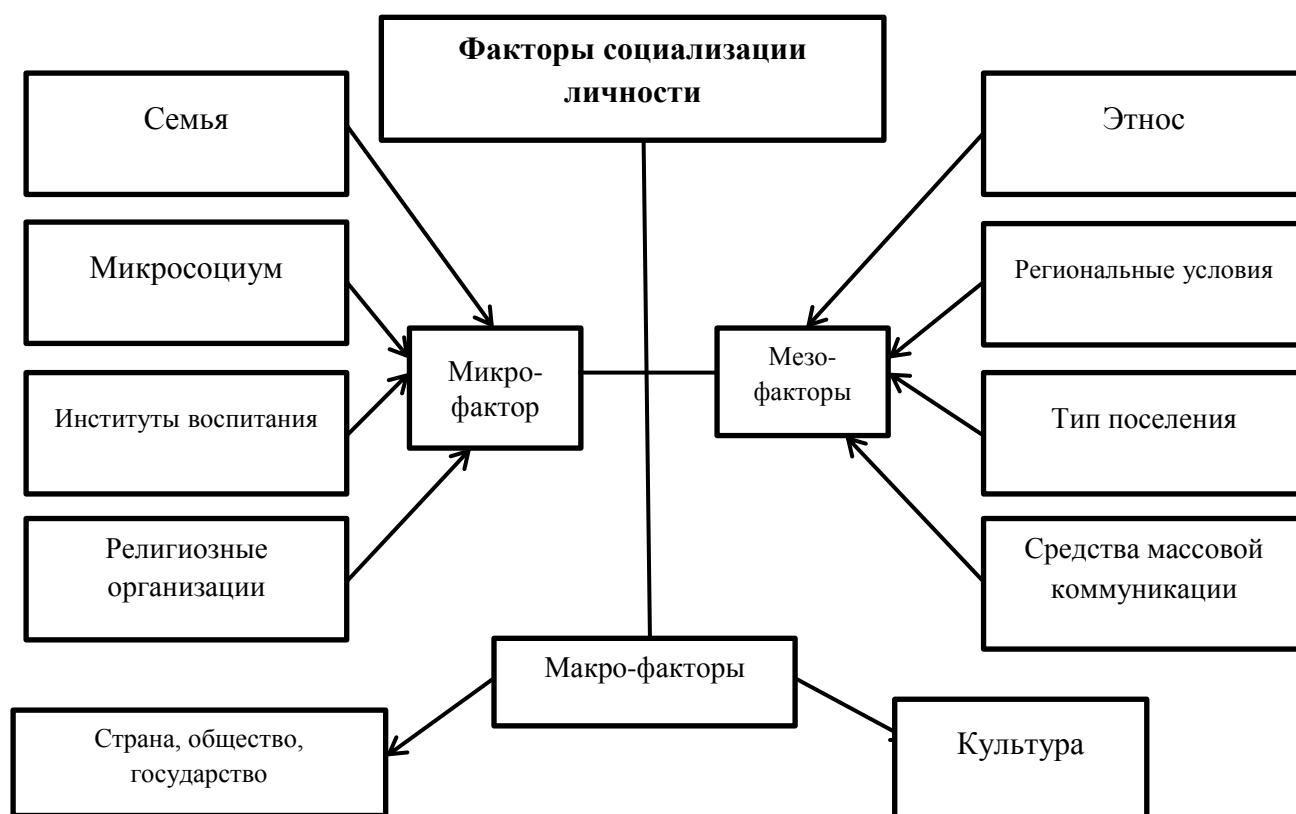 Факторы социализации
личности
Семья
Этнос
Микросоциум
Региональные условия
Микро-
фактор
Мезо-
факторы
Институты воспитания
Тип поселения
Религиозные
организации
Средства массовой
коммуникации
Макро-факторы
Страна, общество,
государство
Культура